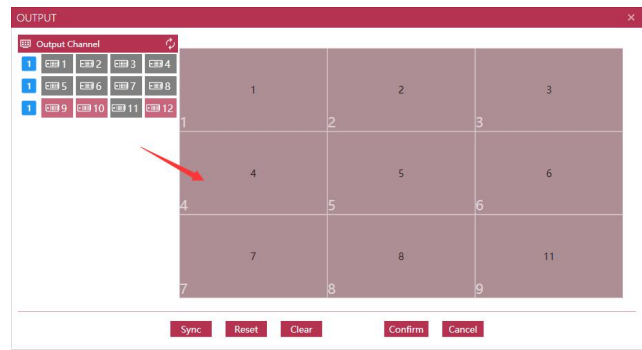 OUTPUT ×
Output Channel
1 1 2 3 4
1 5 6 7 8
1 9 10 11 12
1 2 3
1 2 3
4 5 6
4 5 6
7 8 11
7 8 9
Sync Reset Clear Confirm Cancel